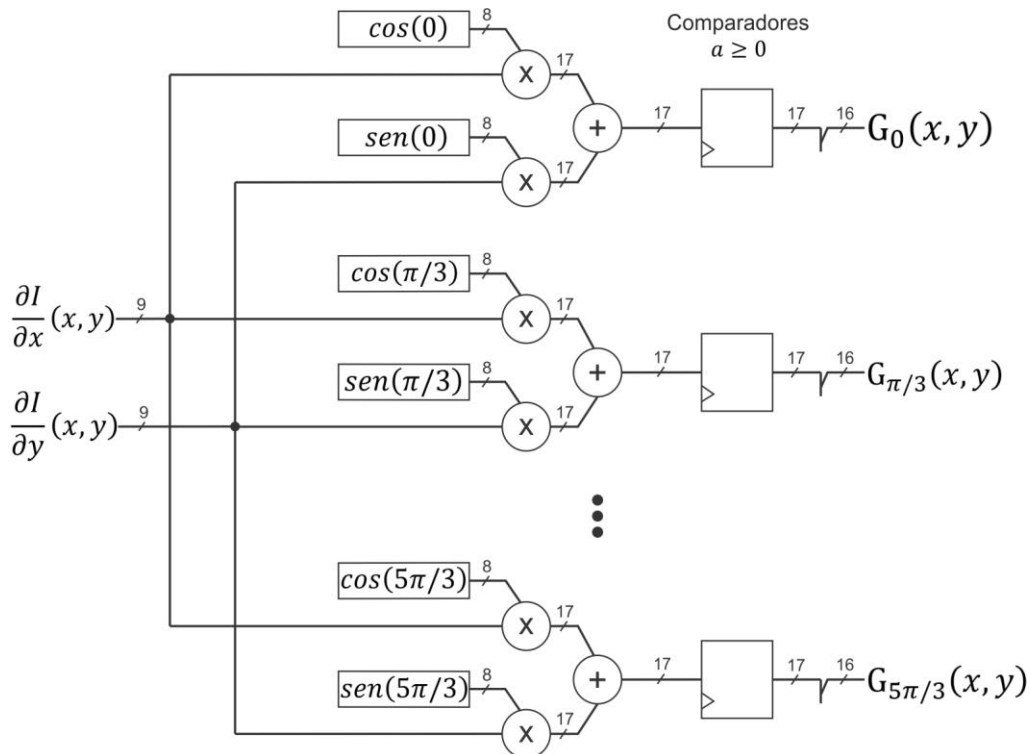 cos(0)
8
17
Comparadores
a ≥ 0
x
sen(0)
8
17
+
17
17
16
G₀(x, y)
x
cos(π/3)
8
17
x
∂I/∂x (x, y)
9
sen(π/3)
8
17
+
17
17
16
G_π/3(x, y)
∂I/∂y (x, y)
9
x
cos(5π/3)
8
17
x
sen(5π/3)
8
17
+
17
17
16
G_5π/3(x, y)
x